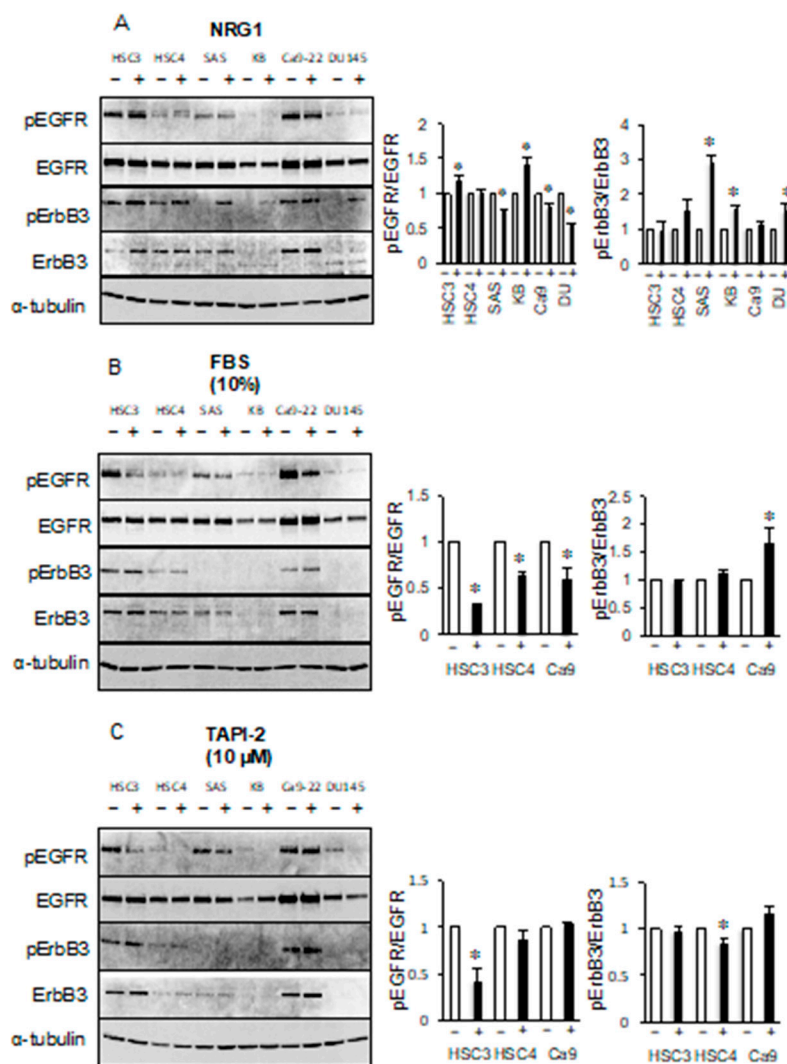 A
NRG1
HSC3 HSC4 SAS KB Ca9-22 DU145
− + − + − + − + − + − +
pEGFR
EGFR
pErbB3
ErbB3
α-tubulin
pEGFR/EGFR
2
1.5
1
0.5
0
* * * * *
− + − + − + − + − + − +
HSC3 HSC4 SAS KB Ca9 DU
pErbB3/ErbB3
4
3
2
1
0
* * *
− + − + − + − + − + − +
HSC3 HSC4 SAS KB Ca9 DU
B
FBS
(10%)
HSC3 HSC4 SAS KB Ca9-22 DU145
− + − + − + − + − + − +
pEGFR
EGFR
pErbB3
ErbB3
α-tubulin
pEGFR/EGFR
1.5
1
0.5
0
* * *
− + − + − +
HSC3 HSC4 Ca9
pErbB3/ErbB3
2.5
2
1.5
1
0.5
0
*
− + − + − +
HSC3 HSC4 Ca9
C
TAPI-2
(10 µM)
HSC3 HSC4 SAS KB Ca9-22 DU145
− + − + − + − + − + − +
pEGFR
EGFR
pErbB3
ErbB3
α-tubulin
pEGFR/EGFR
1.5
1
0.5
0
*
− + − + − +
HSC3 HSC4 Ca9
pErbB3/ErbB3
1.5
1
0.5
0
*
− + − + − +
HSC3 HSC4 Ca9